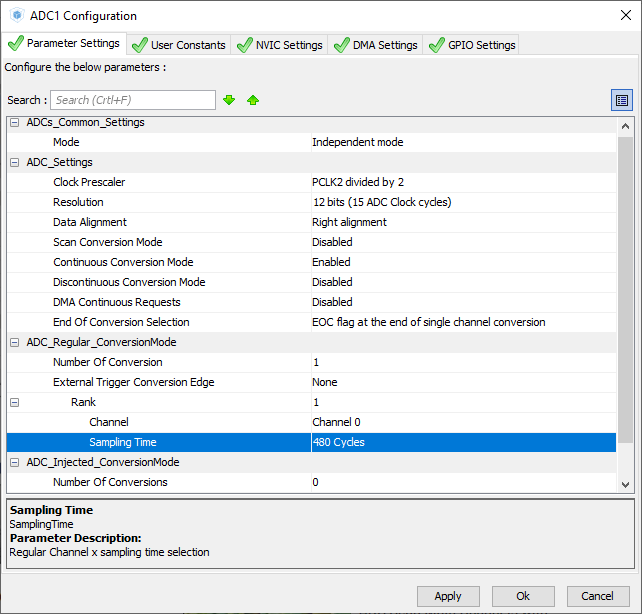 ADC1 Configuration
Parameter Settings User Constants NVIC Settings DMA Settings GPIO Settings
Configure the below parameters :
Search : Search (Crtl+F)
ADCs_Common_Settings
Mode Independent mode
ADC_Settings
Clock Prescaler PCLK2 divided by 2
Resolution 12 bits (15 ADC Clock cycles)
Data Alignment Right alignment
Scan Conversion Mode Disabled
Continuous Conversion Mode Enabled
Discontinuous Conversion Mode Disabled
DMA Continuous Requests Disabled
End Of Conversion Selection EOC flag at the end of single channel conversion
ADC_Regular_ConversionMode
Number Of Conversion 1
External Trigger Conversion Edge None
Rank 1
Channel Channel 0
Sampling Time 480 Cycles
ADC_Injected_ConversionMode
Number Of Conversions 0
Sampling Time
SamplingTime
Parameter Description:
Regular Channel x sampling time selection
Apply Ok Cancel